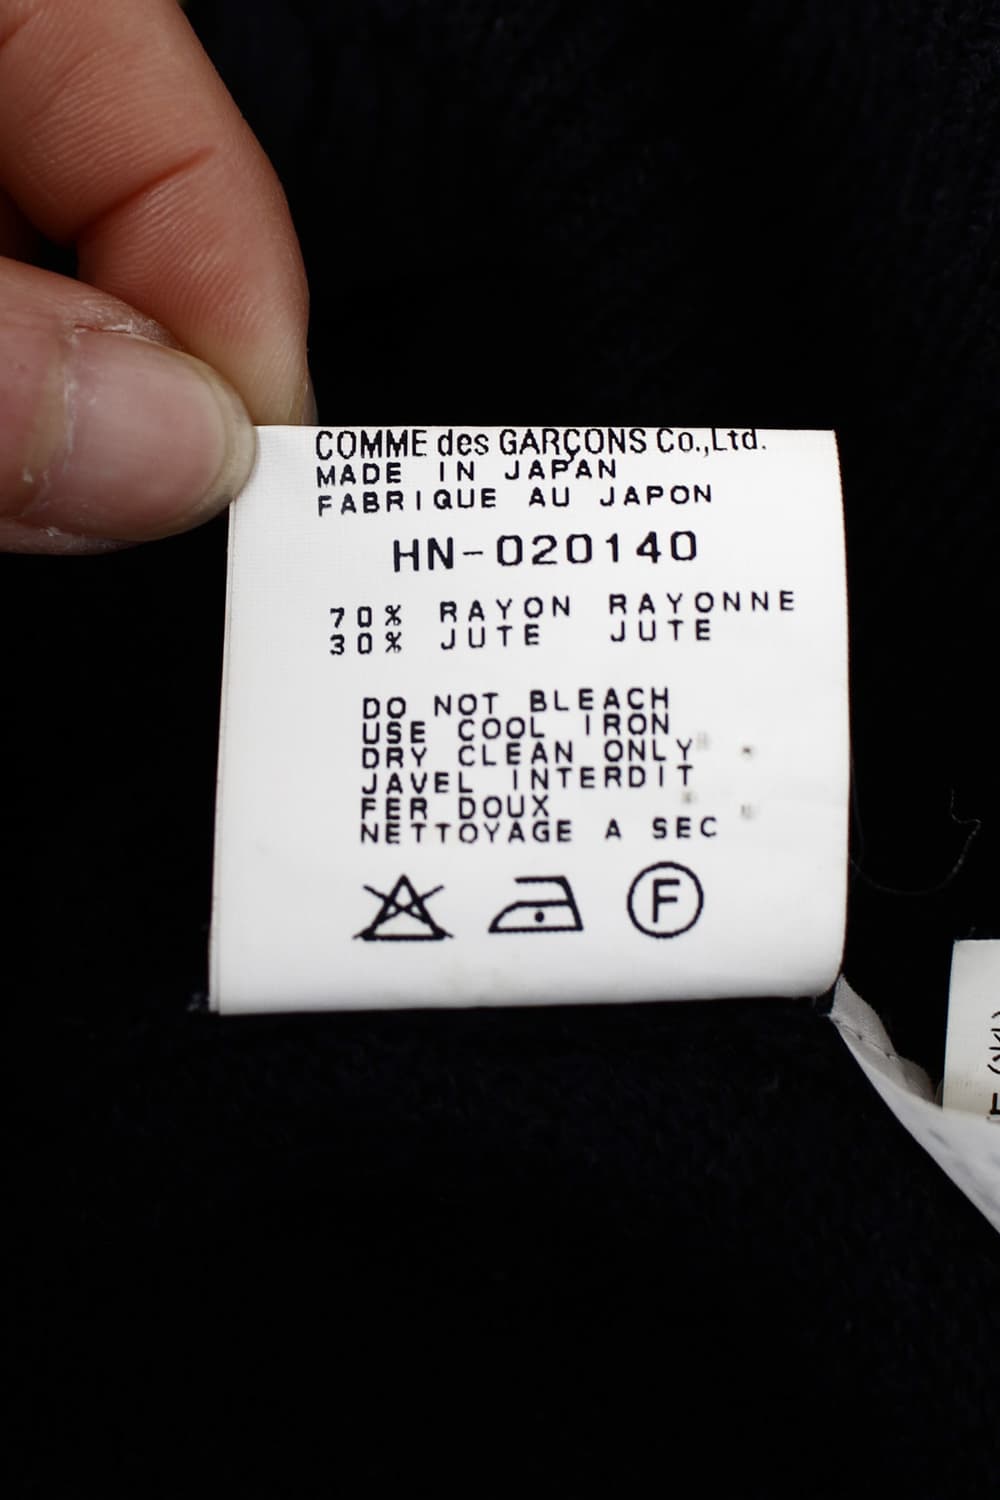 COMME des GARÇONS Co.,Ltd.
MADE IN JAPAN
FABRIQUE AU JAPON
HN-020140
70% RAYON RAYONNE
30% JUTE JUTE
DO NOT BLEACH
USE COOL IRON
DRY CLEAN ONLY
JAVEL INTERDIT
FER DOUX
NETTOYAGE A SEC
F